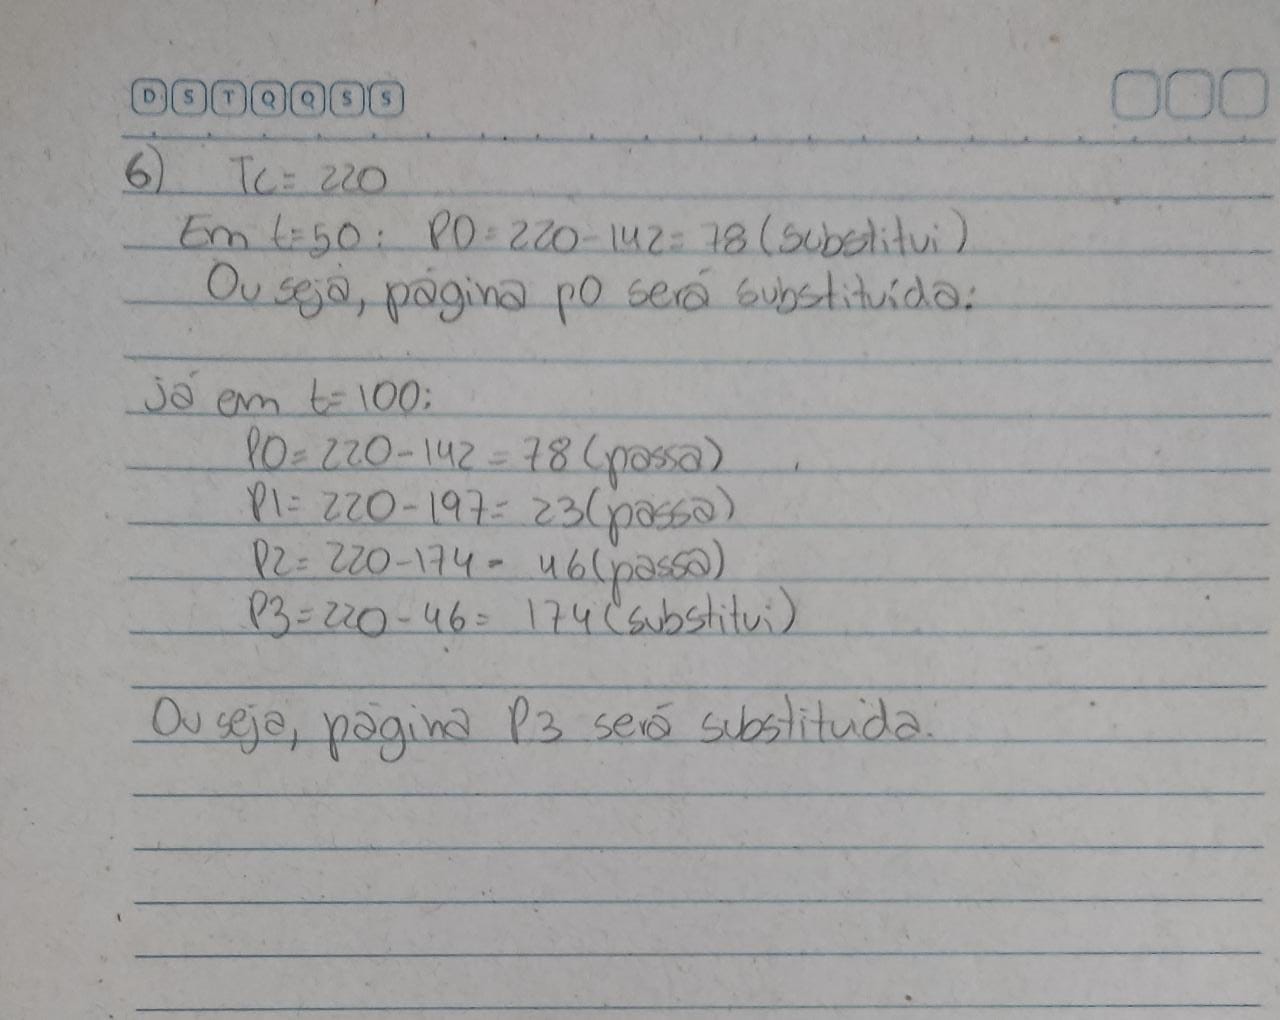 D S T Q Q S S
6) Tc = 220
Em t=50: P0 = 220 - 142 = 78 (substitui)
Ou seja, página p0 será substituída.
já em t=100:
P0 = 220 - 142 = 78 (passa)
P1 = 220 - 197 = 23 (passa)
P2 = 220 - 174 = 46 (passa)
P3 = 220 - 46 = 174 (substitui)
Ou seja, página P3 será substituida.